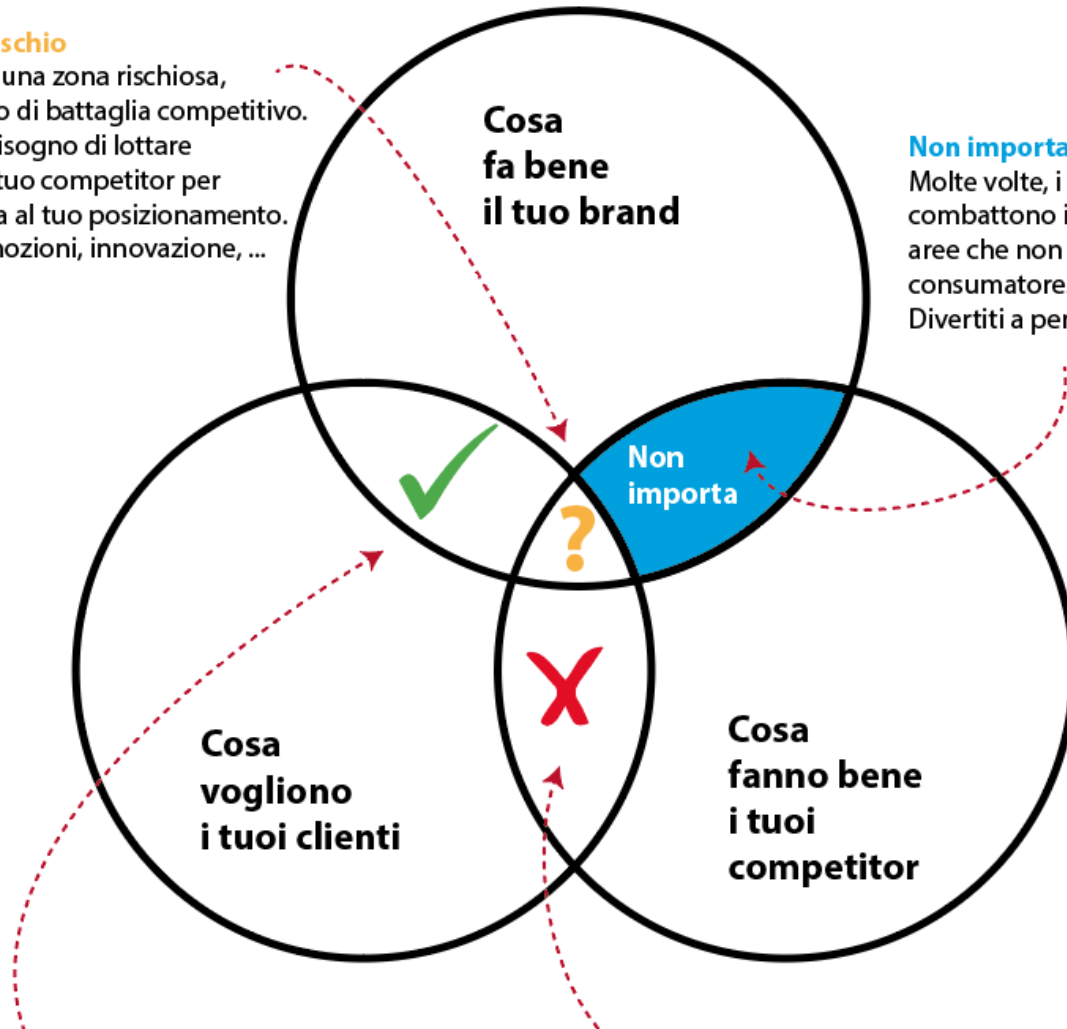 schio
una zona rischiosa,
o di battaglia competitivo.
isogno di lottare
tuo competitor per
a al tuo posizionamento.
nozioni, innovazione, ...
Cosa
fa bene
il tuo brand
Non importa
Molte volte, i
combattono i
aree che non
consumatore
Divertiti a per
Non
importa
?
Cosa
vogliono
i tuoi clienti
Cosa
fanno bene
i tuoi
competitor